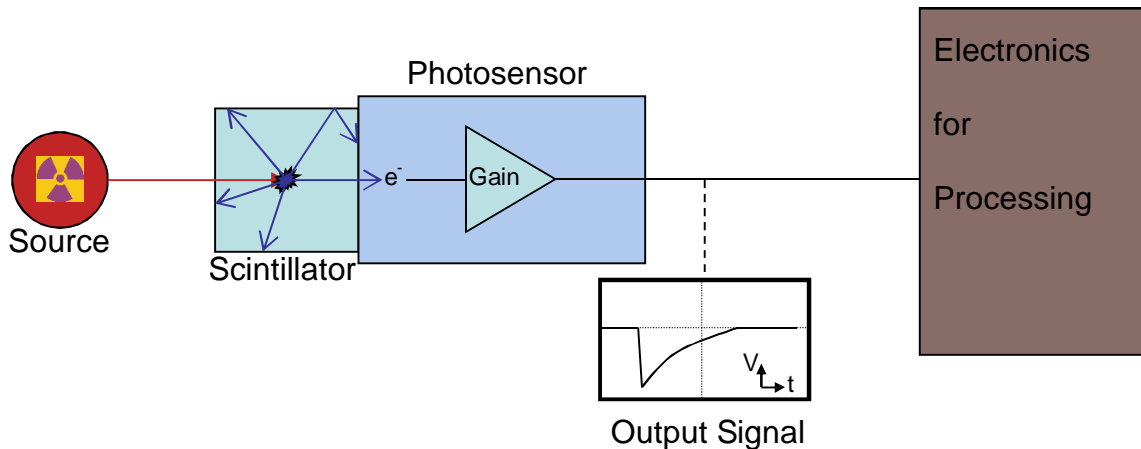 Source
Scintillator
Photosensor
e-
Gain
Output Signal
V
t
Electronics
for
Processing